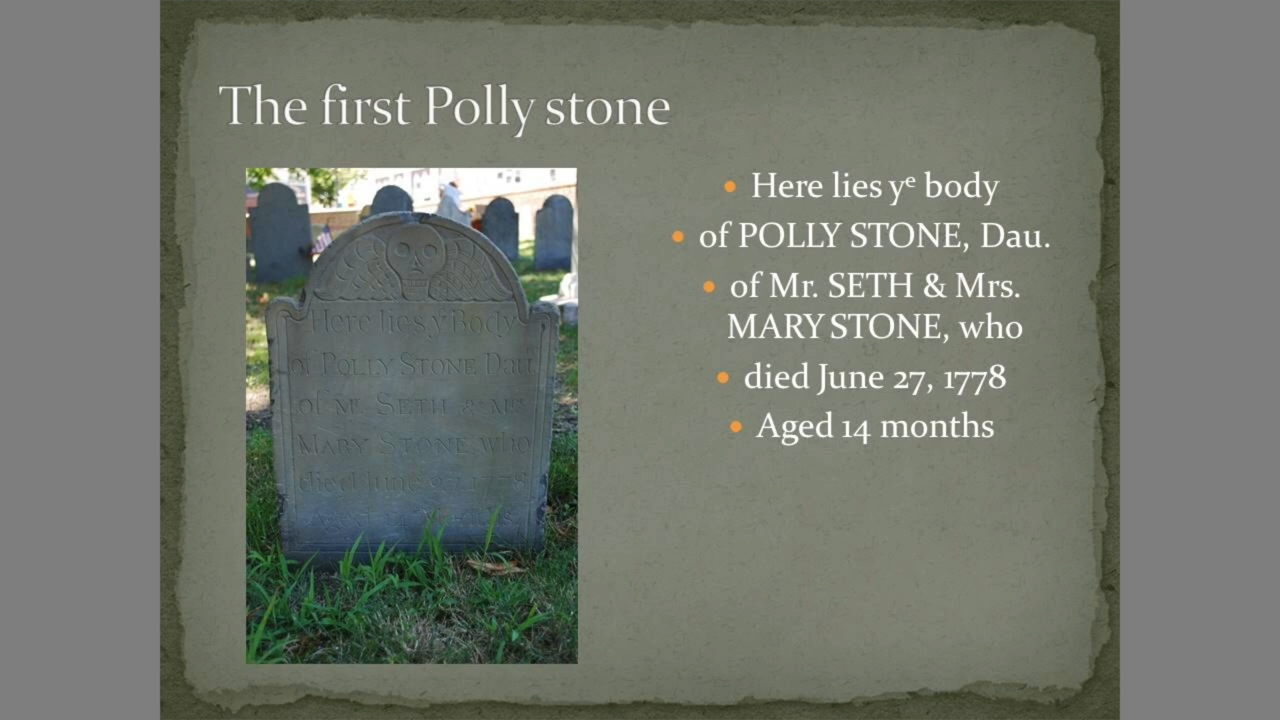 The first Polly stone
Here lies yᵉ Body
of POLLY STONE Dau.
of Mr. SETH & Mrs
MARY STONE who
died June 27 1778
Here lies yᵉ body
of POLLY STONE, Dau.
of Mr. SETH & Mrs.
MARY STONE, who
died June 27, 1778
Aged 14 months